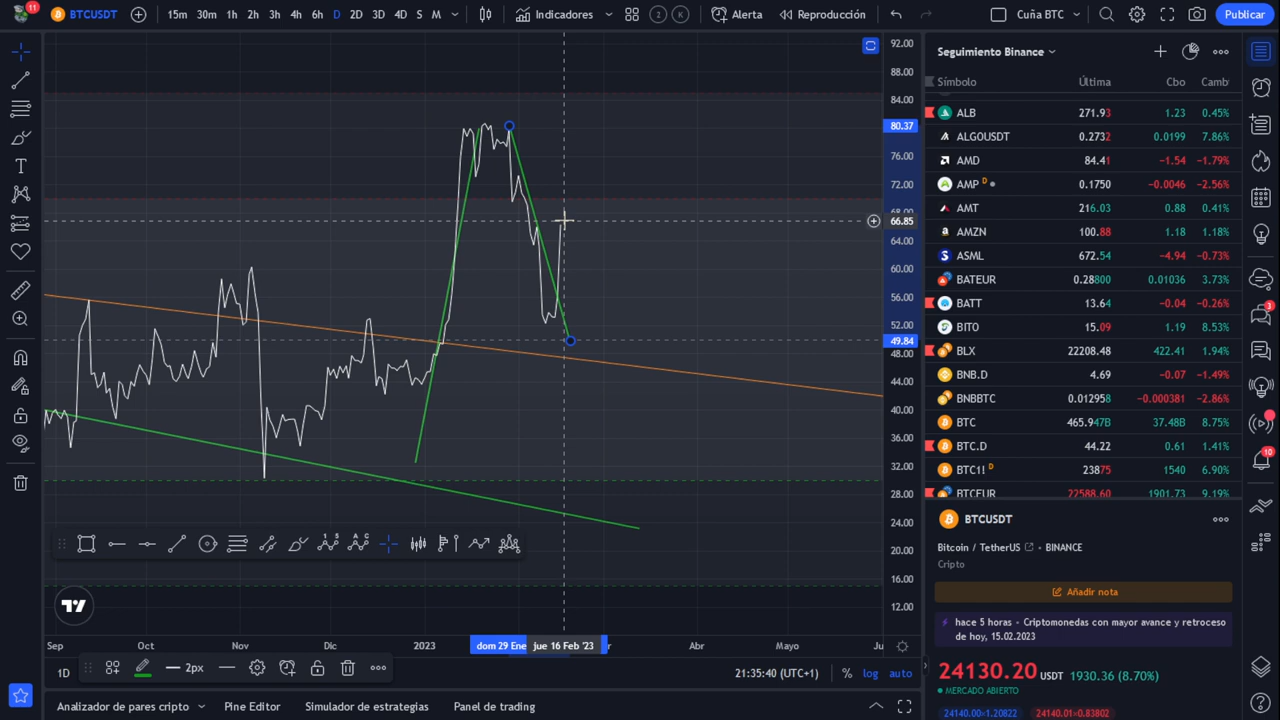 11
BTCUSDT
15m 30m 1h 2h 3h 4h 6h D 2D 3D 4D S M
Indicadores
2 K
Alerta
Reproducción
Cuña BTC
Publicar
92.00
88.00
84.00
80.37
76.00
72.00
68.00
66.85
64.00
60.00
56.00
52.00
49.84
48.00
44.00
40.00
36.00
32.00
28.00
24.00
20.00
16.00
12.00
Sep Oct Nov Dic 2023 dom 29 Ene jue 16 Feb '23 r Abr Mayo Ju
1D
2px
21:35:40 (UTC+1)
% log auto
Analizador de pares cripto
Pine Editor
Simulador de estrategias
Panel de trading
Seguimiento Binance
Símbolo Última Cbo Camb
ALB 271.93 1.23 0.45%
ALGOUSDT 0.2732 0.0199 7.86%
AMD 84.41 −1.54 −1.79%
AMP D 0.1750 −0.0046 −2.56%
AMT 216.03 0.88 0.41%
AMZN 100.88 1.18 1.18%
ASML 672.54 −4.94 −0.73%
BATEUR 0.28800 0.01036 3.73%
BATT 13.64 −0.04 −0.26%
BITO 15.09 1.19 8.53%
BLX 22208.48 422.41 1.94%
BNB.D 4.69 −0.07 −1.49%
BNBBTC 0.012958 −0.000381 −2.86%
BTC 465.947B 37.48B 8.75%
BTC.D 44.22 0.61 1.41%
BTC1! D 23875 1540 6.90%
BTCEUR 22588.60 1901.73 9.19%
BTCUSDT
Bitcoin / TetherUS • BINANCE
Cripto
Añadir nota
hace 5 horas • Criptomonedas con mayor avance y retroceso
de hoy, 15.02.2023
24130.20 USDT 1930.36 (8.70%)
MERCADO ABIERTO
24140.00×1.20822 24140.01×0.83802
3
10